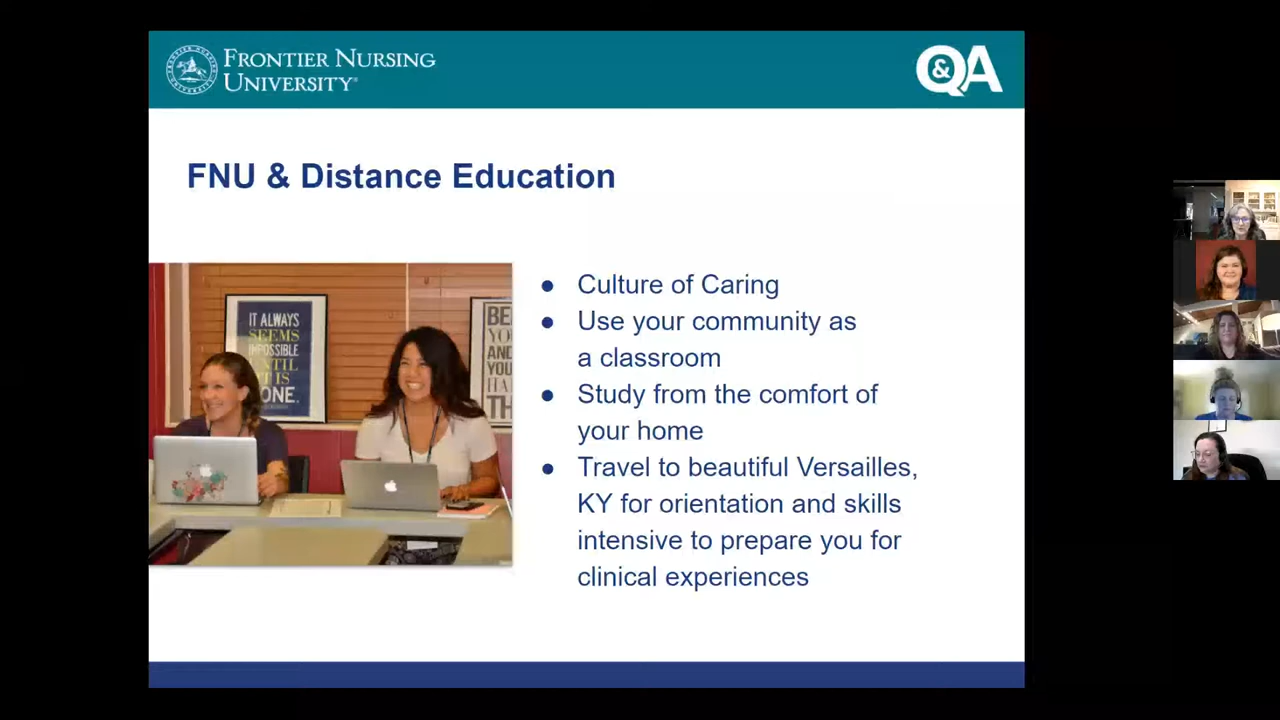 FRONTIER NURSING
UNIVERSITY
Q&A
FNU & Distance Education
IT ALWAYS
SEEMS
IMPOSSIBLE
UNTIL
IT IS
DONE.
AND
● Culture of Caring
● Use your community as
a classroom
● Study from the comfort of
your home
● Travel to beautiful Versailles,
KY for orientation and skills
intensive to prepare you for
clinical experiences